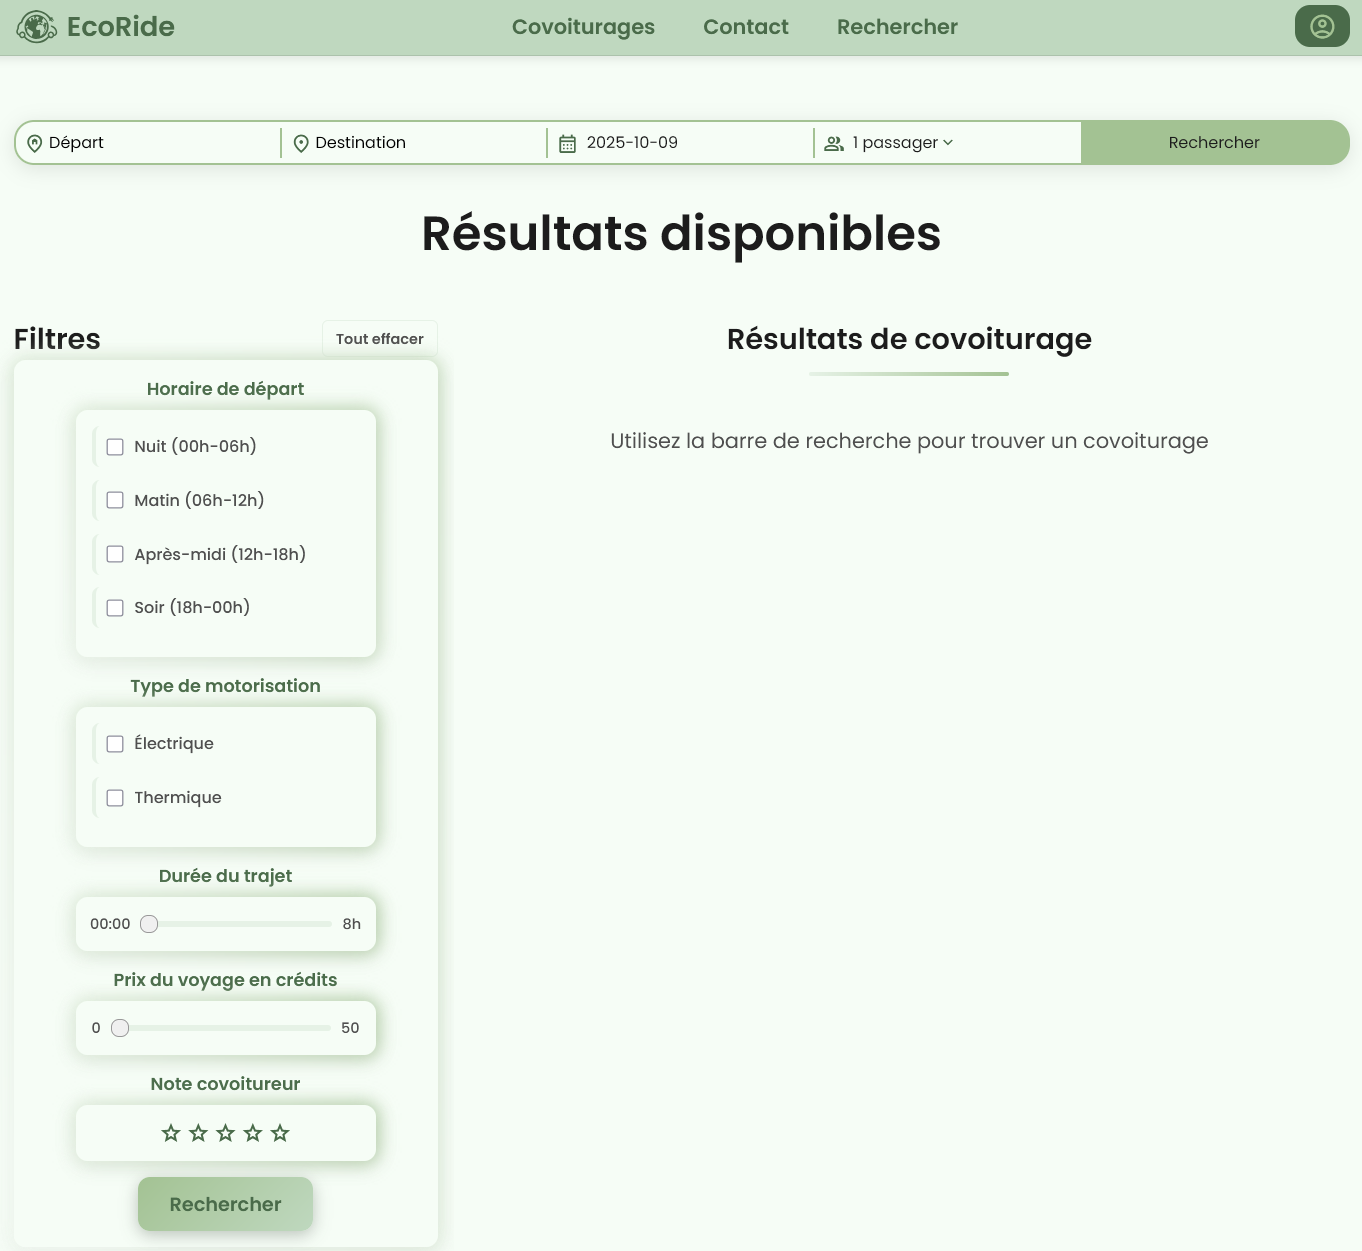 EcoRide
Covoiturages
Contact
Rechercher
Départ
Destination
2025-10-09
1 passager
Rechercher
Résultats disponibles
Filtres
Tout effacer
Horaire de départ
Nuit (00h-06h)
Matin (06h-12h)
Après-midi (12h-18h)
Soir (18h-00h)
Type de motorisation
Électrique
Thermique
Durée du trajet
00:00
8h
Prix du voyage en crédits
0
50
Note covoitureur
Rechercher
Résultats de covoiturage
Utilisez la barre de recherche pour trouver un covoiturage